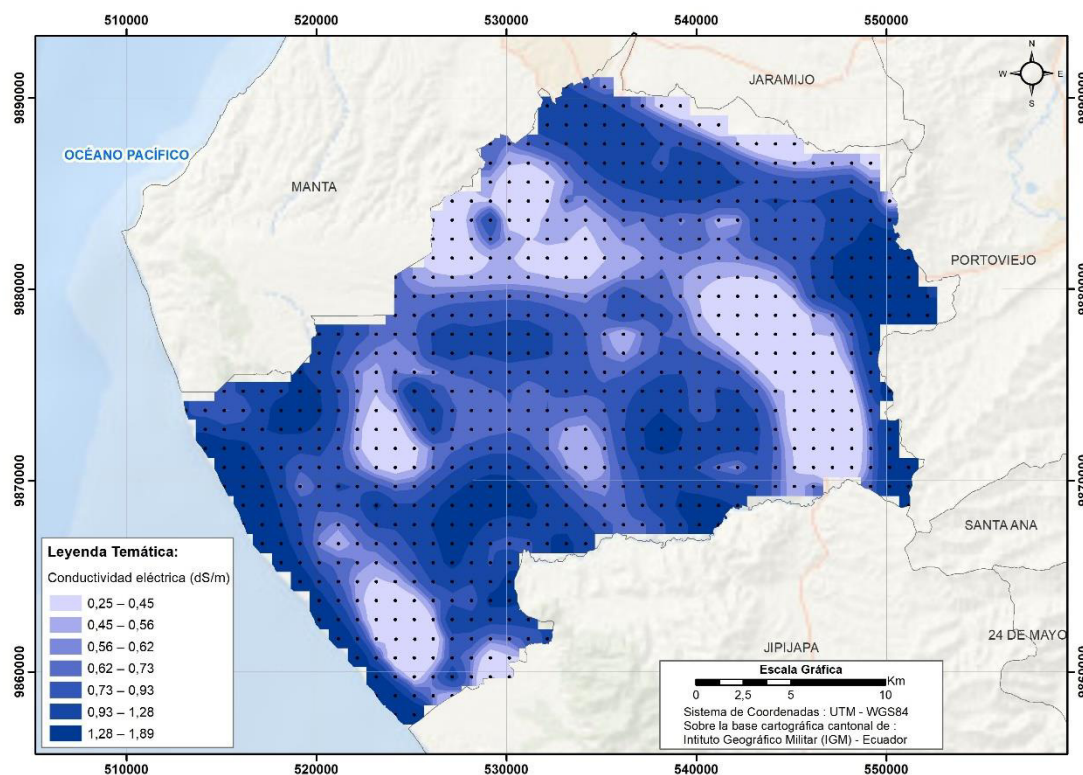 510000 520000 530000 540000 550000
N
W E
S
9890000 9890000
JARAMIJO
OCÉANO PACÍFICO
MANTA
PORTOVIEJO
9880000 9880000
9870000 9870000
SANTA ANA
24 DE MAYO
JIPIJAPA
9860000 9860000
Leyenda Temática:
Conductividad eléctrica (dS/m)
0,25 – 0,45
0,45 – 0,56
0,56 – 0,62
0,62 – 0,73
0,73 – 0,93
0,93 – 1,28
1,28 – 1,89
Escala Gráfica
Km
0 2,5 5 10
Sistema de Coordenadas : UTM - WGS84
Sobre la base cartográfica cantonal de :
Intituto Geográfico Militar (IGM) - Ecuador
510000 520000 530000 540000 550000